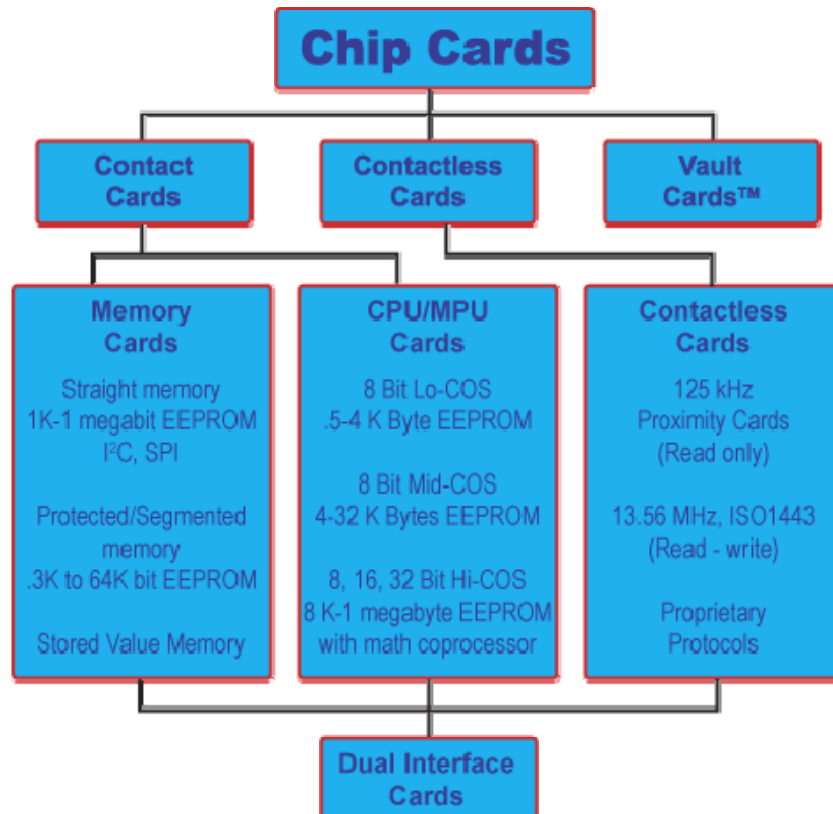 Chip Cards
Contact
Cards
Contactless
Cards
Vault
Cards™
Memory
Cards
Straight memory
1K-1 megabit EEPROM
I²C, SPI
Protected/Segmented
memory
.3K to 64K bit EEPROM
Stored Value Memory
CPU/MPU
Cards
8 Bit Lo-COS
.5-4 K Byte EEPROM
8 Bit Mid-COS
4-32 K Bytes EEPROM
8, 16, 32 Bit Hi-COS
8 K-1 megabyte EEPROM
with math coprocessor
Contactless
Cards
125 kHz
Proximity Cards
(Read only)
13.56 MHz, ISO1443
(Read - write)
Proprietary
Protocols
Dual Interface
Cards